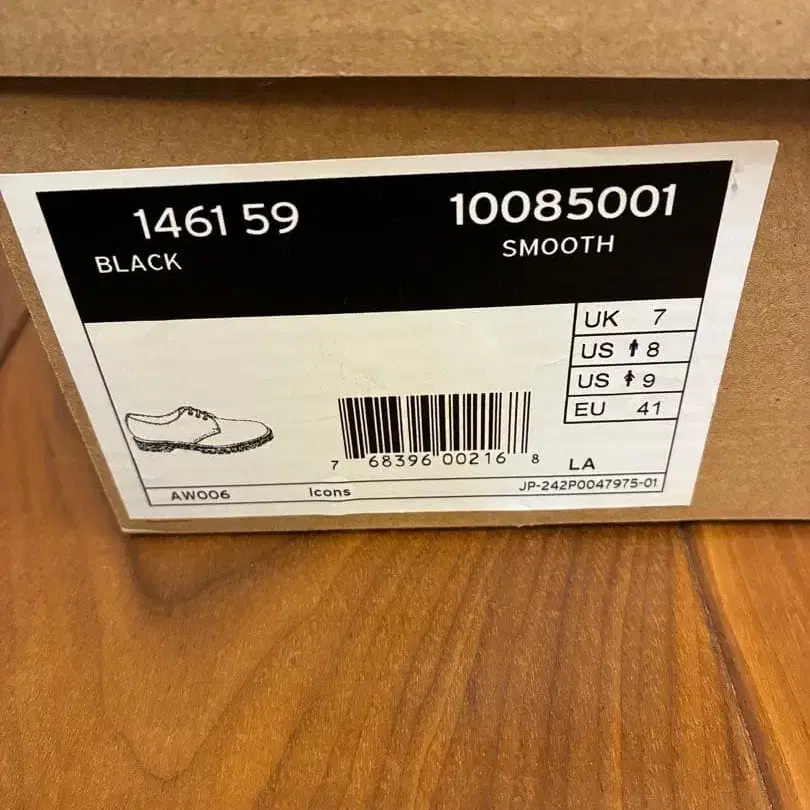 1461 59 10085001
BLACK SMOOTH
UK 7
US 8
US 9
EU 41
7 68396 00216 8 LA
AW006 Icons JP-242P0047975-01